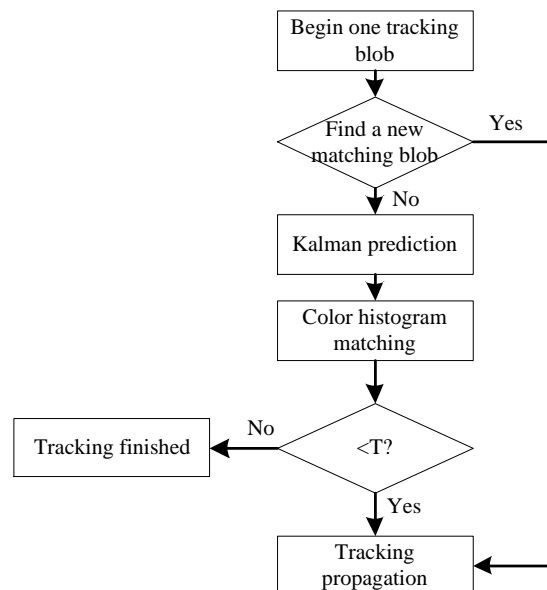 Begin one tracking
blob
Find a new
matching blob
Yes
No
Kalman prediction
Color histogram
matching
<T?
No
Tracking finished
Yes
Tracking
propagation